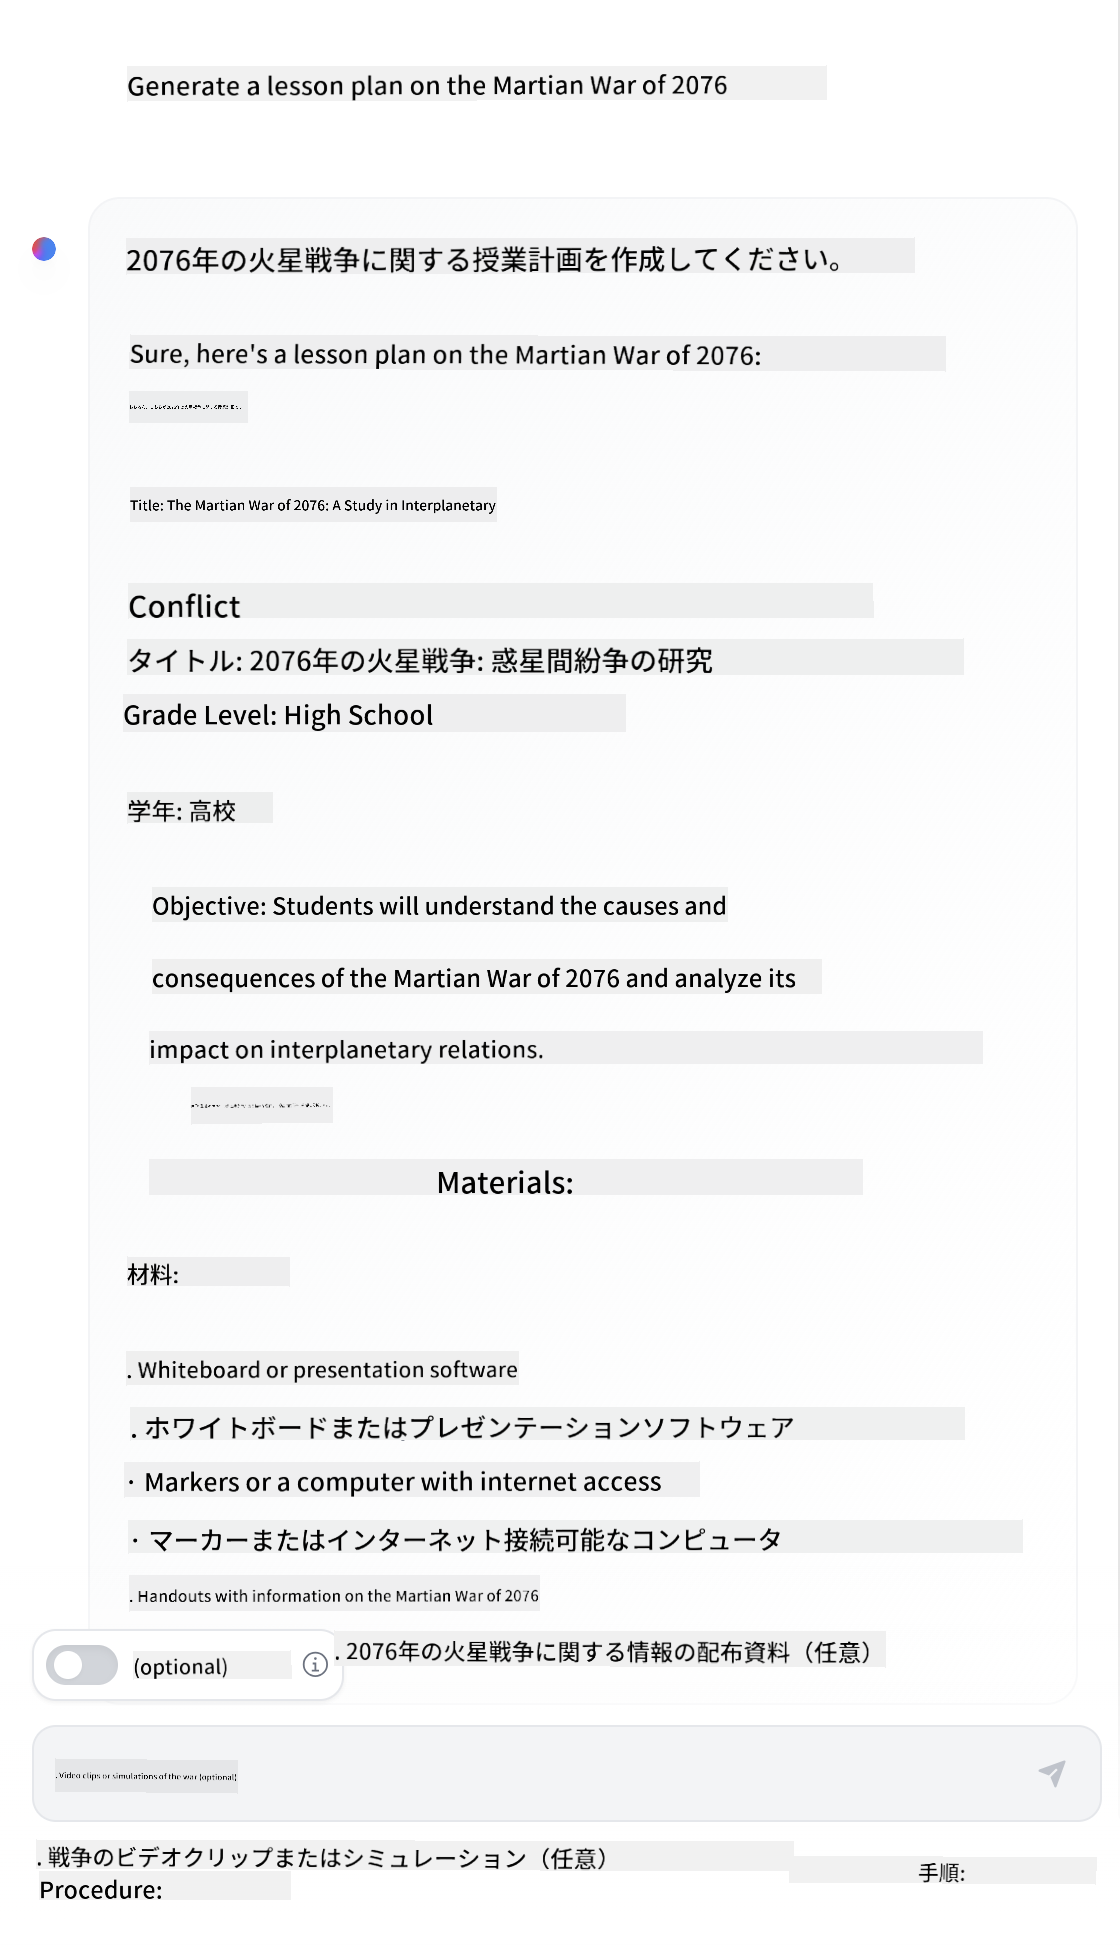 Generate a lesson plan on the Martian War of 2076
2076年の火星戦争に関する授業計画を作成してください。
Sure, here's a lesson plan on the Martian War of 2076:
Title: The Martian War of 2076: A Study in Interplanetary
Conflict
タイトル: 2076年の火星戦争: 惑星間紛争の研究
Grade Level: High School
学年: 高校
Objective: Students will understand the causes and
consequences of the Martian War of 2076 and analyze its
impact on interplanetary relations.
Materials:
材料:
. Whiteboard or presentation software
. ホワイトボードまたはプレゼンテーションソフトウェア
· Markers or a computer with internet access
· マーカーまたはインターネット接続可能なコンピュータ
. Handouts with information on the Martian War of 2076
(optional)
. 2076年の火星戦争に関する情報の配布資料（任意）
. Video clips or simulations of the war (optional)
. 戦争のビデオクリップまたはシミュレーション（任意）
手順:
Procedure: